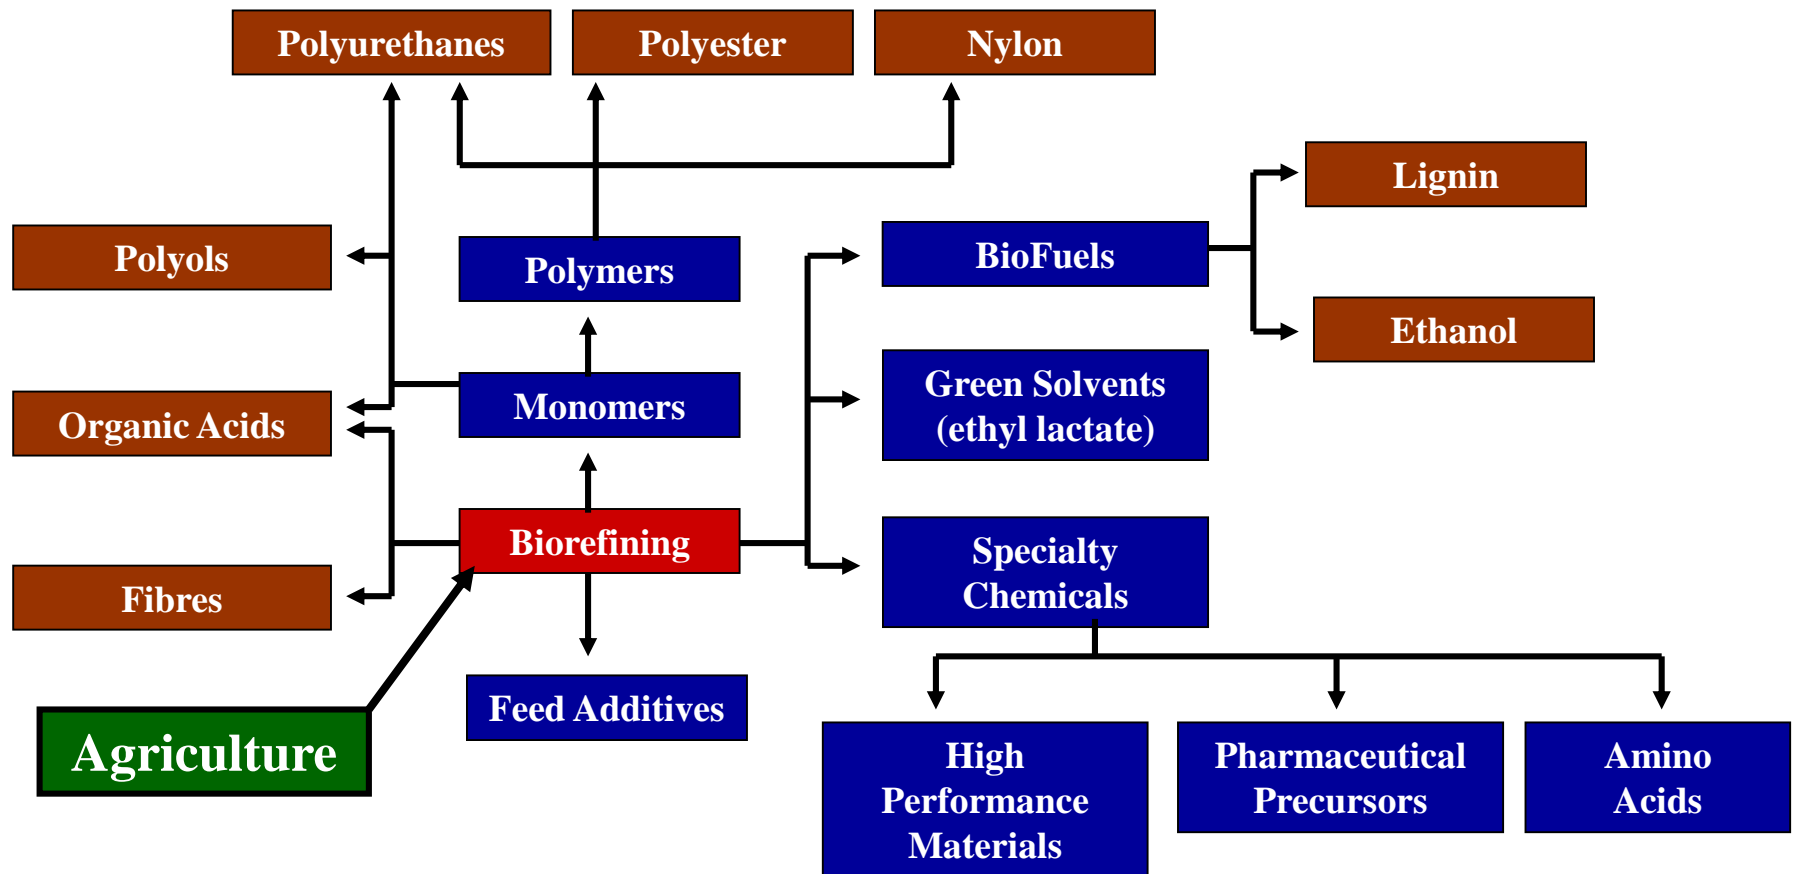 Polyurethanes
Polyester
Nylon
Lignin
Polyols
Polymers
BioFuels
Ethanol
Organic Acids
Monomers
Green Solvents
(ethyl lactate)
Fibres
Biorefining
Specialty
Chemicals
Agriculture
Feed Additives
High
Performance
Materials
Pharmaceutical
Precursors
Amino
Acids